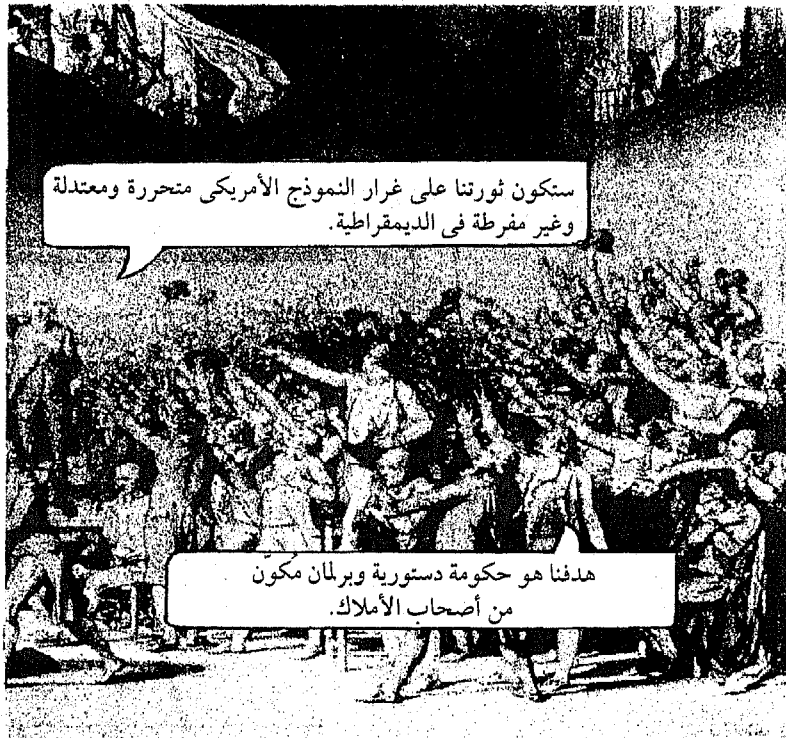 ستكون ثورتنا على غرار النموذج الأمريكى متحررة ومعتدلة
وغير مفرطة فى الديمقراطية.
هدفنا هو حكومة دستورية وبرلمان مكوّن
من أصحاب الأملاك.